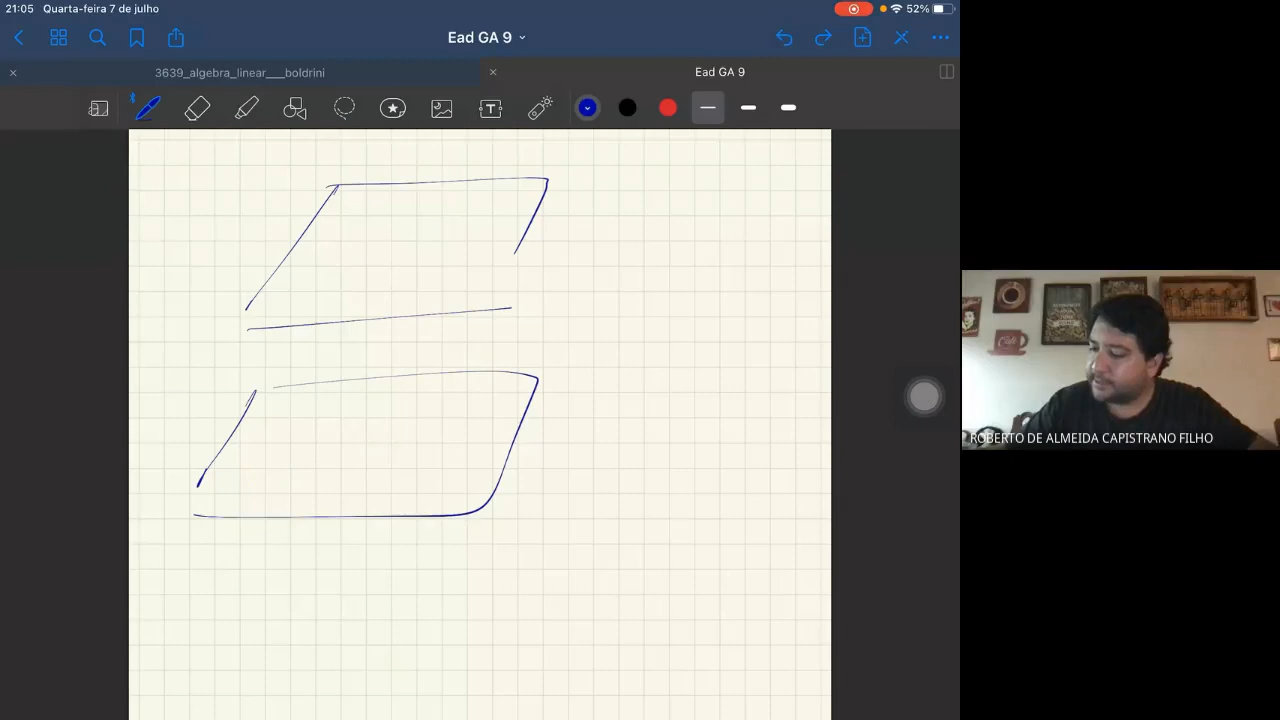 21:05 Quarta-feira 7 de julho
52%
Ead GA 9
3639_algebra_linear___boldrini
Ead GA 9
T
ROBERTO DE ALMEIDA CAPISTRANO FILHO